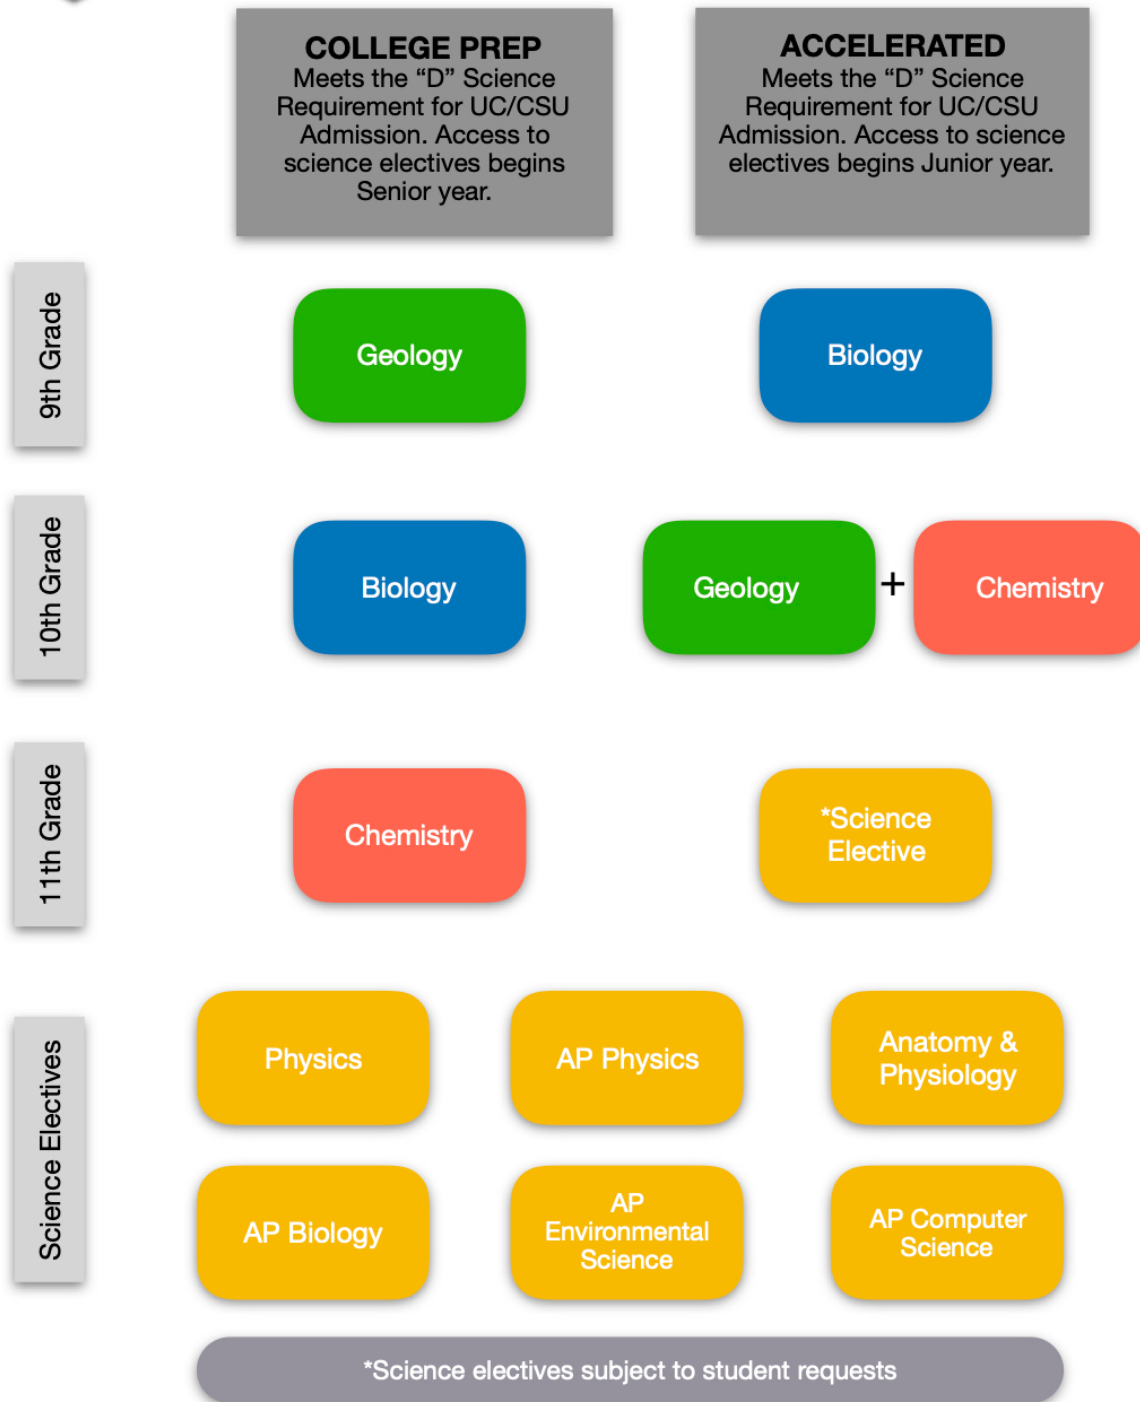 COLLEGE PREP
Meets the “D” Science
Requirement for UC/CSU
Admission. Access to
science electives begins
Senior year.
ACCELERATED
Meets the “D” Science
Requirement for UC/CSU
Admission. Access to science
electives begins Junior year.
9th Grade
Geology
Biology
10th Grade
Biology
Geology
+
Chemistry
11th Grade
Chemistry
*Science
Elective
Science Electives
Physics
AP Physics
Anatomy &
Physiology
AP Biology
AP
Environmental
Science
AP Computer
Science
*Science electives subject to student requests